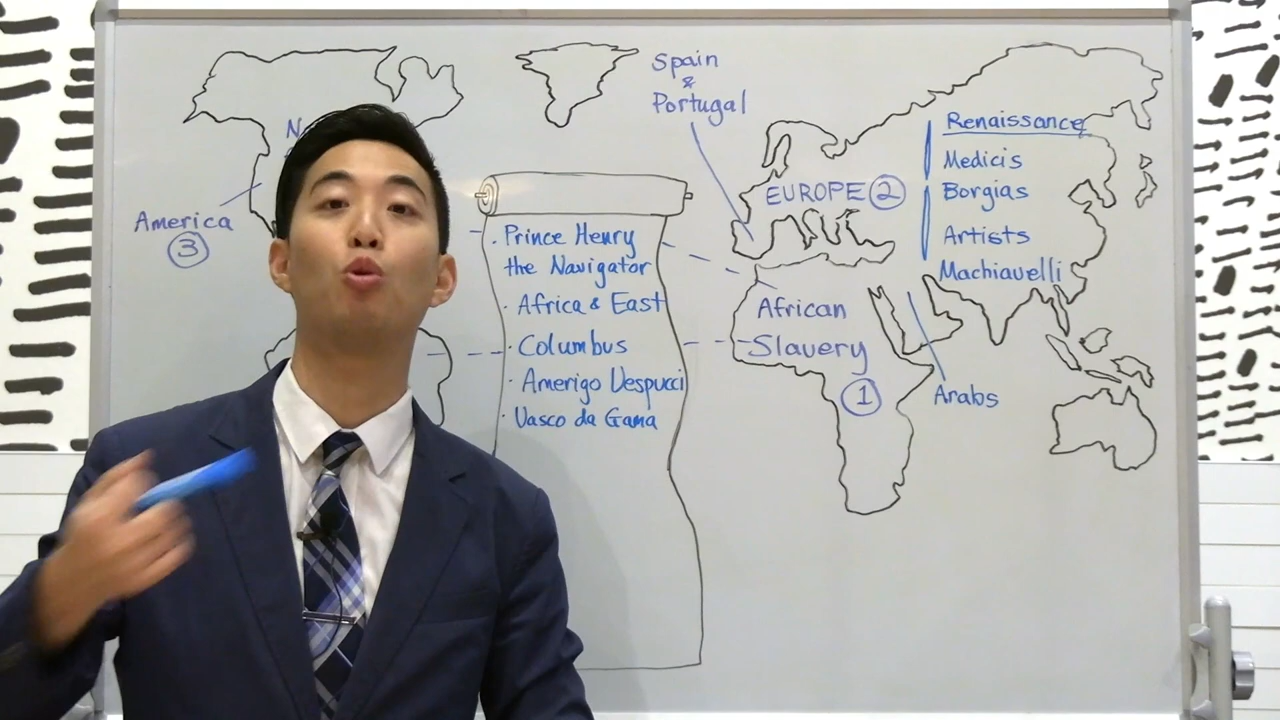 Spain
&
Portugal
America
③
· Prince Henry
the Navigator
· Africa & East
· Columbus
· Amerigo Vespucci
· Vasco da Gama
EUROPE ②
African
Slavery
①
Renaissance
Medicis
Borgias
Artists
Machiavelli
Arabs